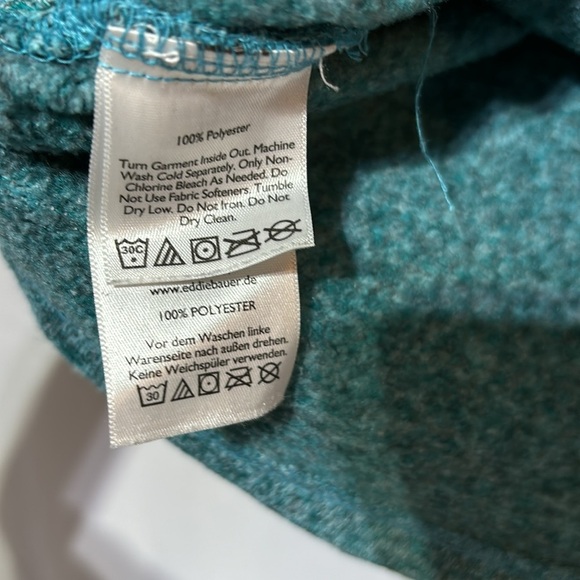 100% Polyester
Turn Garment Inside Out. Machine
Wash Cold Separately. Only Non-
Chlorine Bleach As Needed. Do
Not Use Fabric Softeners. Tumble
Dry Low. Do Not Iron. Do Not
Dry Clean.
30C
www.eddiebauer.de
100% POLYESTER
Vor dem Waschen linke
Warenseite nach außen drehen.
Keine Weichspüler verwenden.
30